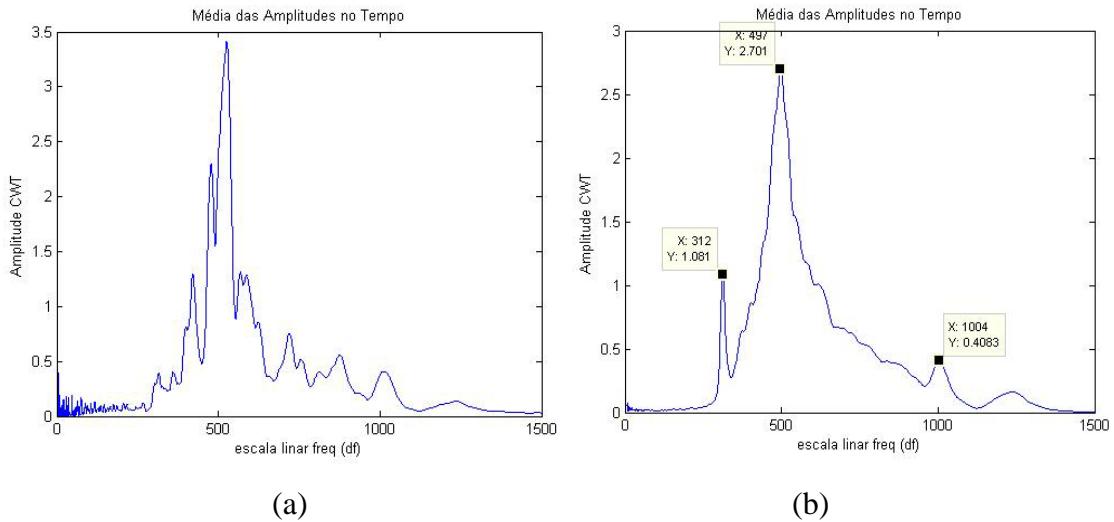 Média das Amplitudes no Tempo
3.5
3
2.5
2
1.5
1
0.5
0
Amplitude CWT
0
500
1000
1500
escala linar freq (df)
(a)
Média das Amplitudes no Tempo
3
2.5
2
1.5
1
0.5
0
Amplitude CWT
X: 497
Y: 2.701
X: 312
Y: 1.081
X: 1004
Y: 0.4083
0
500
1000
1500
escala linar freq (df)
(b)